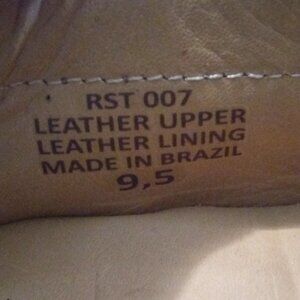 RST 007
LEATHER UPPER
LEATHER LINING
MADE IN BRAZIL
9,5